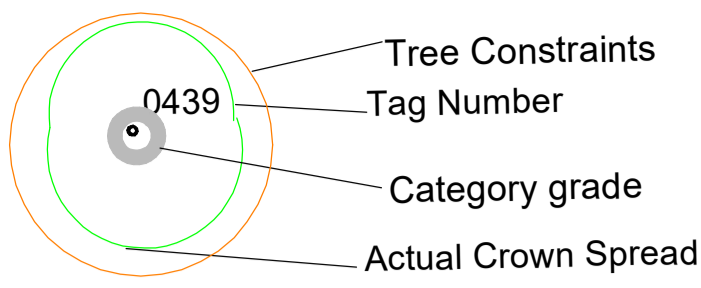 Tree Constraints
0439
Tag Number
Category grade
Actual Crown Spread